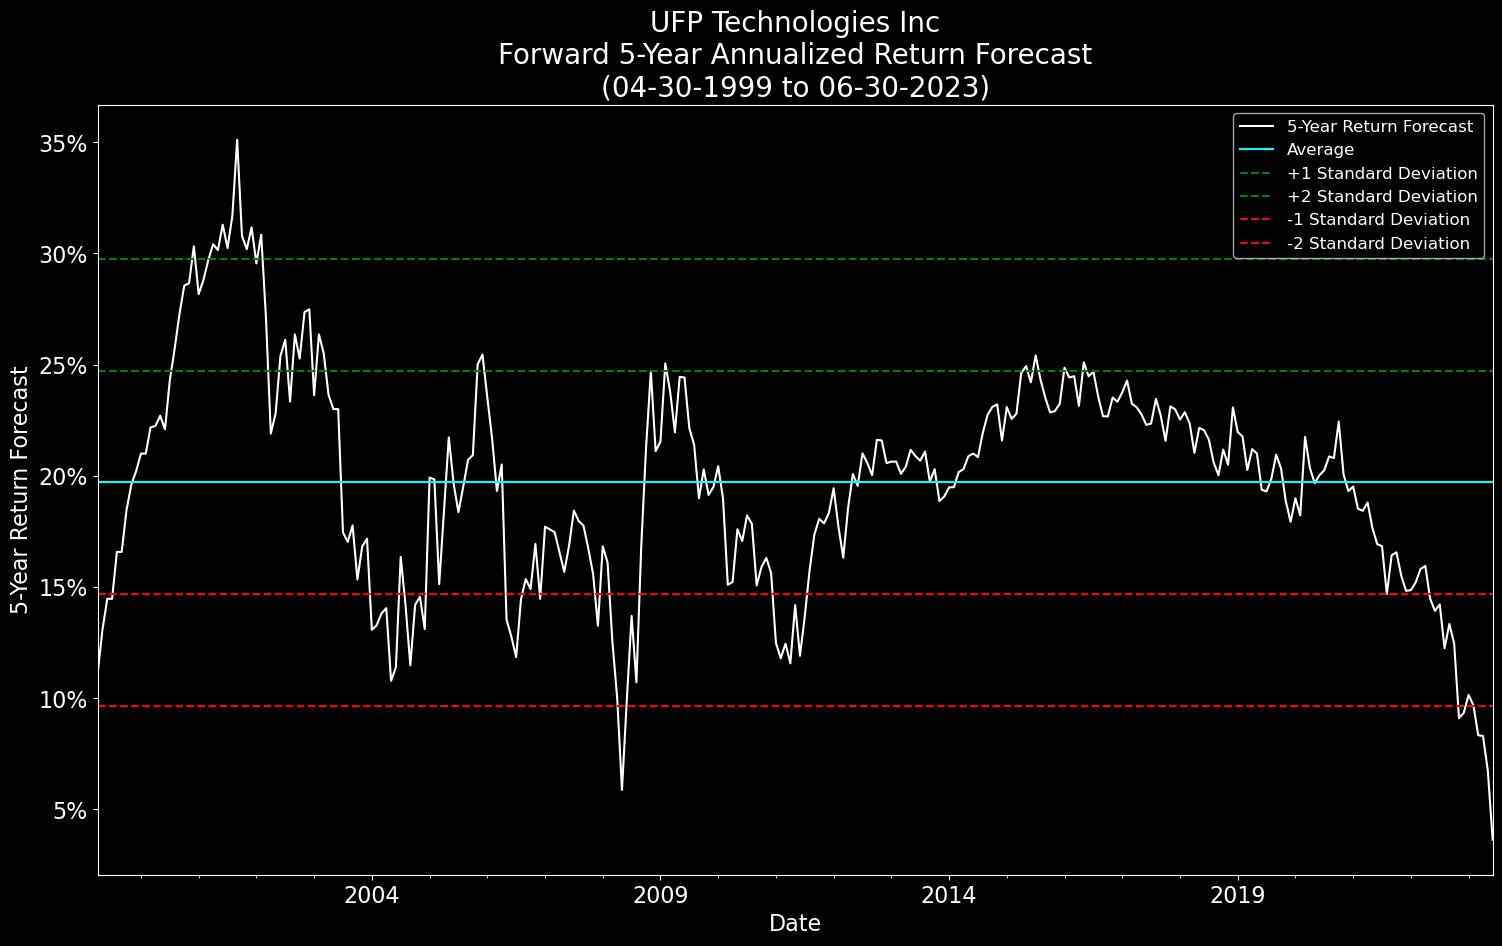 UFP Technologies Inc
Forward 5-Year Annualized Return Forecast
(04-30-1999 to 06-30-2023)
5-Year Return Forecast
Average
+1 Standard Deviation
+2 Standard Deviation
-1 Standard Deviation
-2 Standard Deviation
35%
30%
25%
20%
15%
10%
5%
5-Year Return Forecast
2004
2009
2014
2019
Date